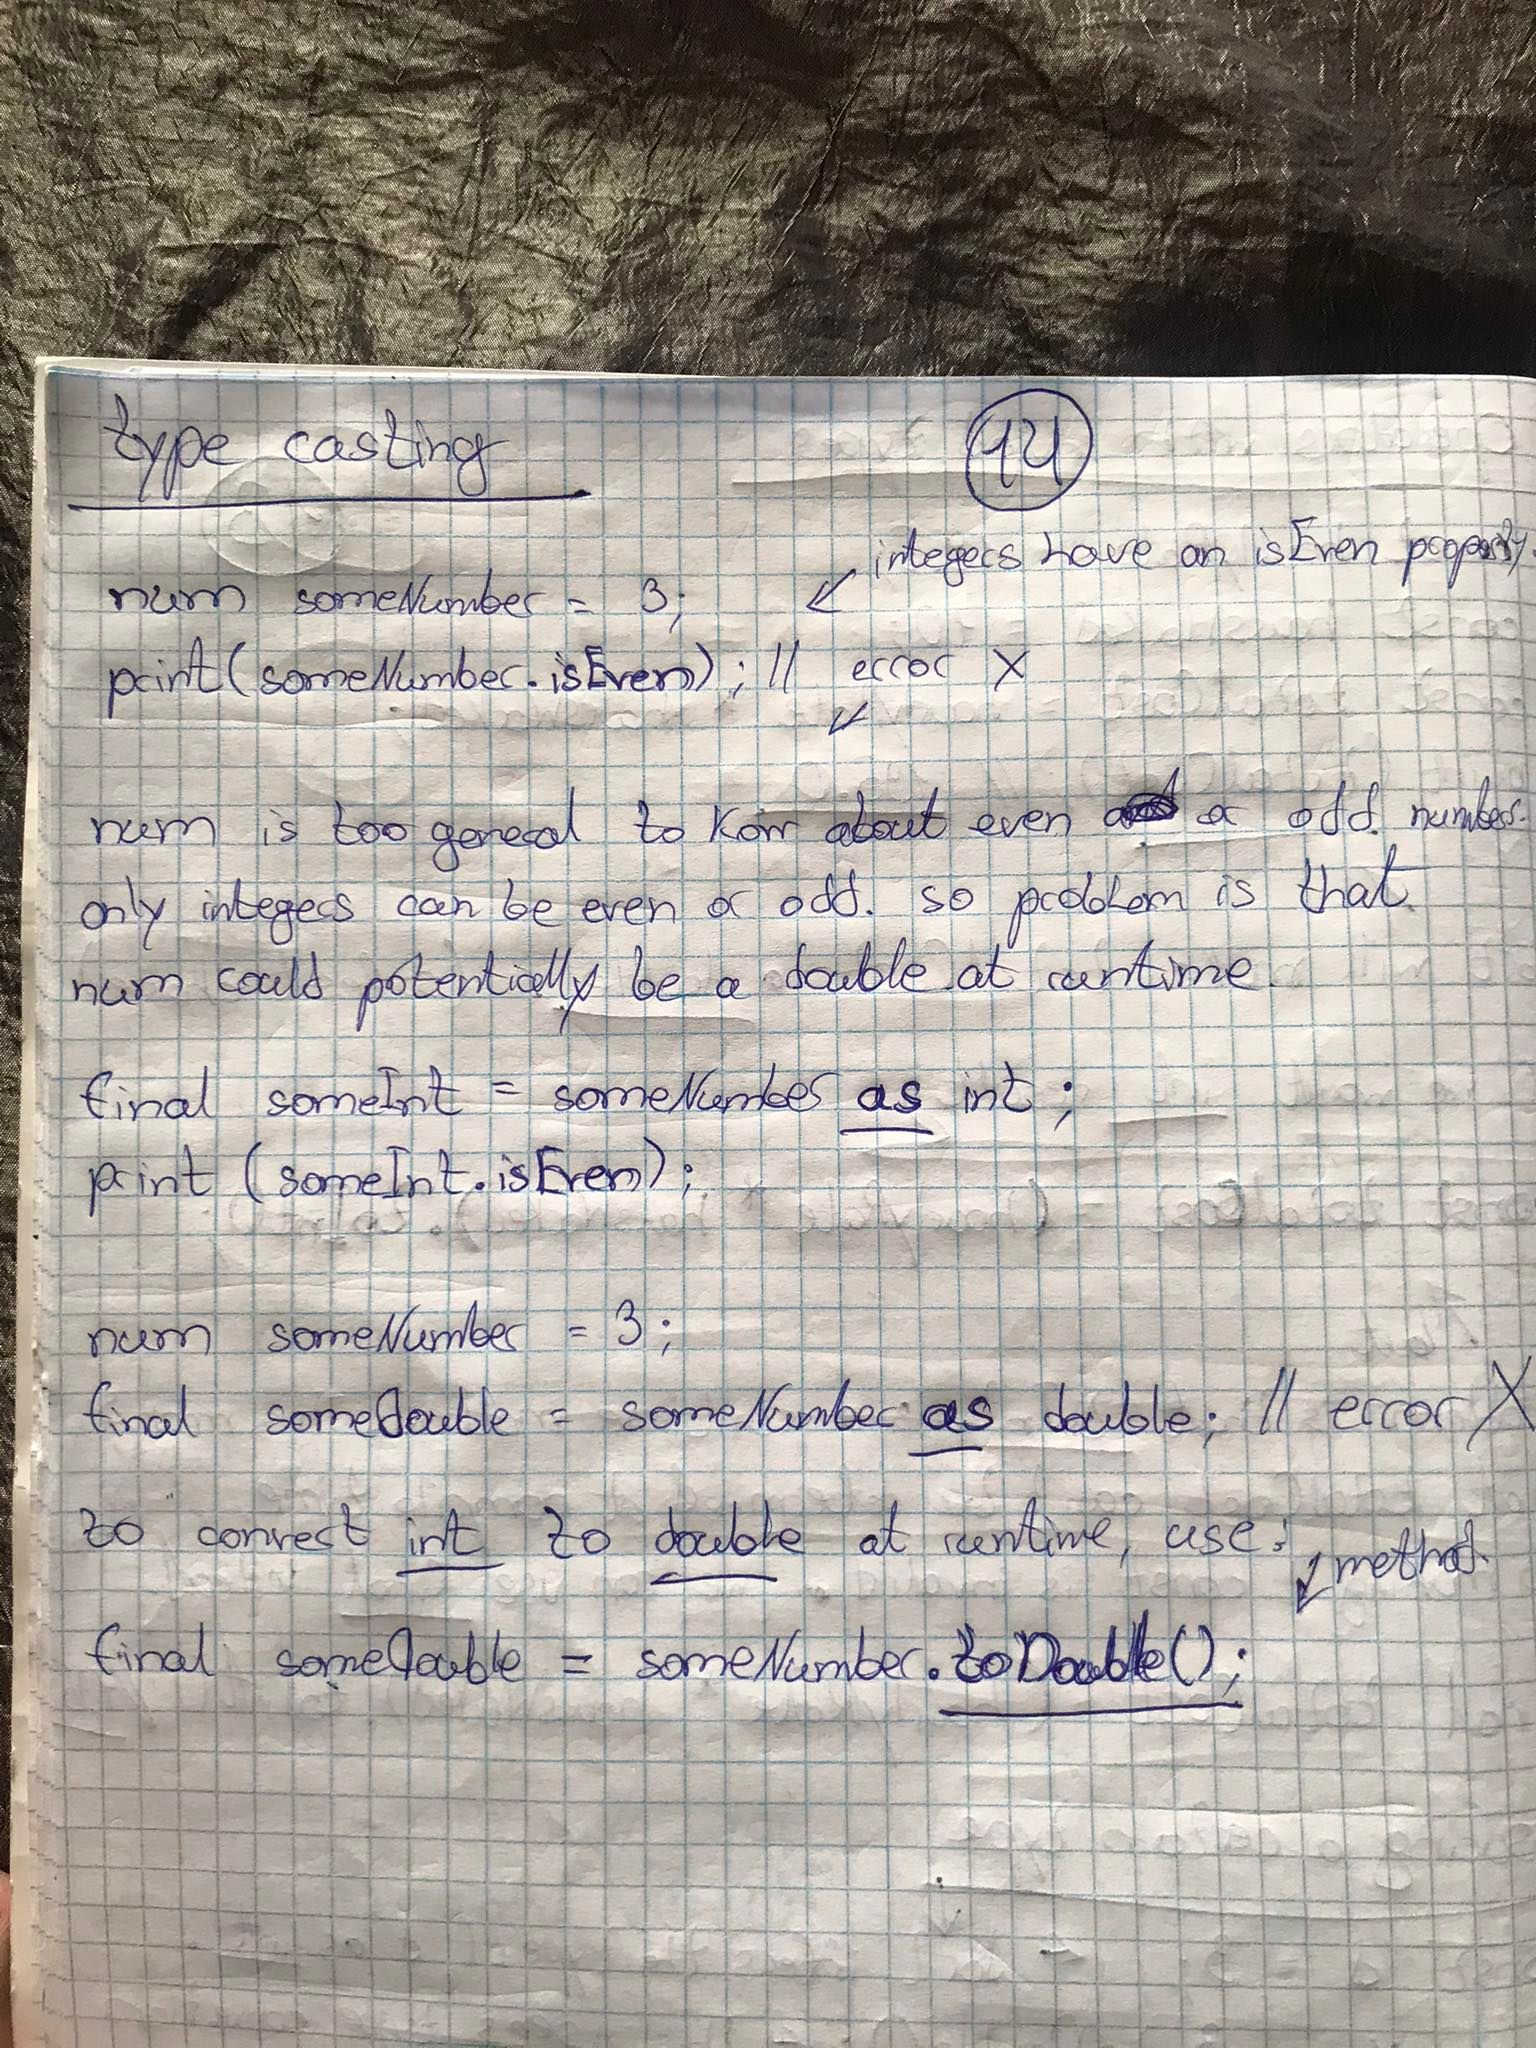 type casting
14
integers have an isEven property.
num someNumber = 3;
print(someNumber.isEven); // error X
num is too general to know about even or odd numbers.
only integers can be even or odd. so problem is that
num could potentially be a double at runtime.
final someInt = someNumber as int;
print (someInt.isEven);
num someNumber = 3;
final someDouble = someNumber as double; // error X
to convert int to double at runtime, use:
method
final someDouble = someNumber.toDouble();